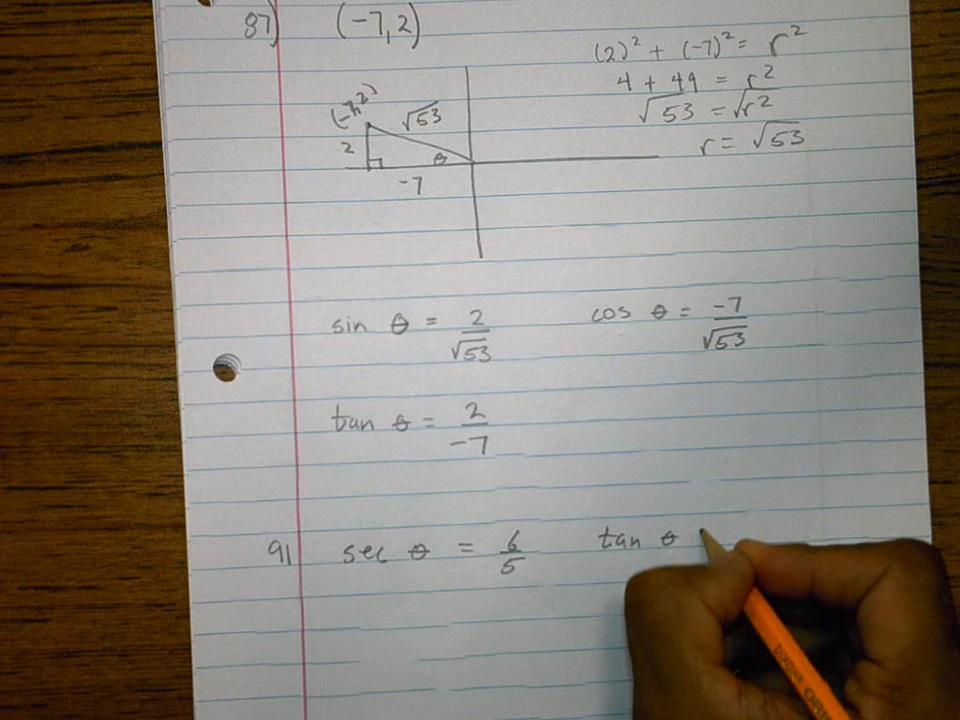 87) (-7,2)
(2)² + (-7)² = r²
4 + 49 = r²
√53 = √r²
r = √53
(-7,2)
√53
2
θ
-7
sin θ = 2/√53 cos θ = -7/√53
tan θ = 2/-7
91 sec θ = 6/5 tan θ